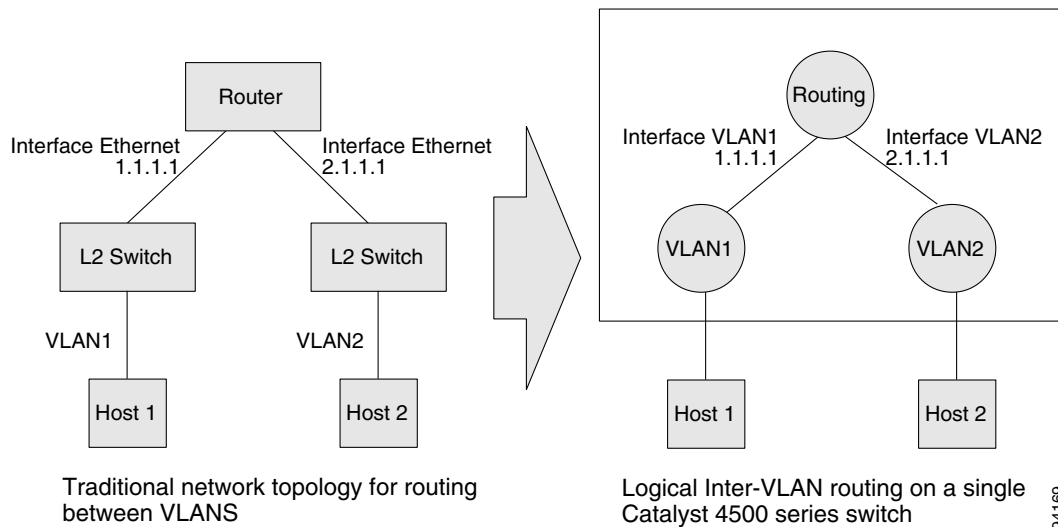 Router
Interface Ethernet
1.1.1.1
Interface Ethernet
2.1.1.1
L2 Switch
L2 Switch
VLAN1
VLAN2
Host 1
Host 2
Traditional network topology for routing
between VLANS
Routing
Interface VLAN1
1.1.1.1
Interface VLAN2
2.1.1.1
VLAN1
VLAN2
Host 1
Host 2
Logical Inter-VLAN routing on a single
Catalyst 4500 series switch